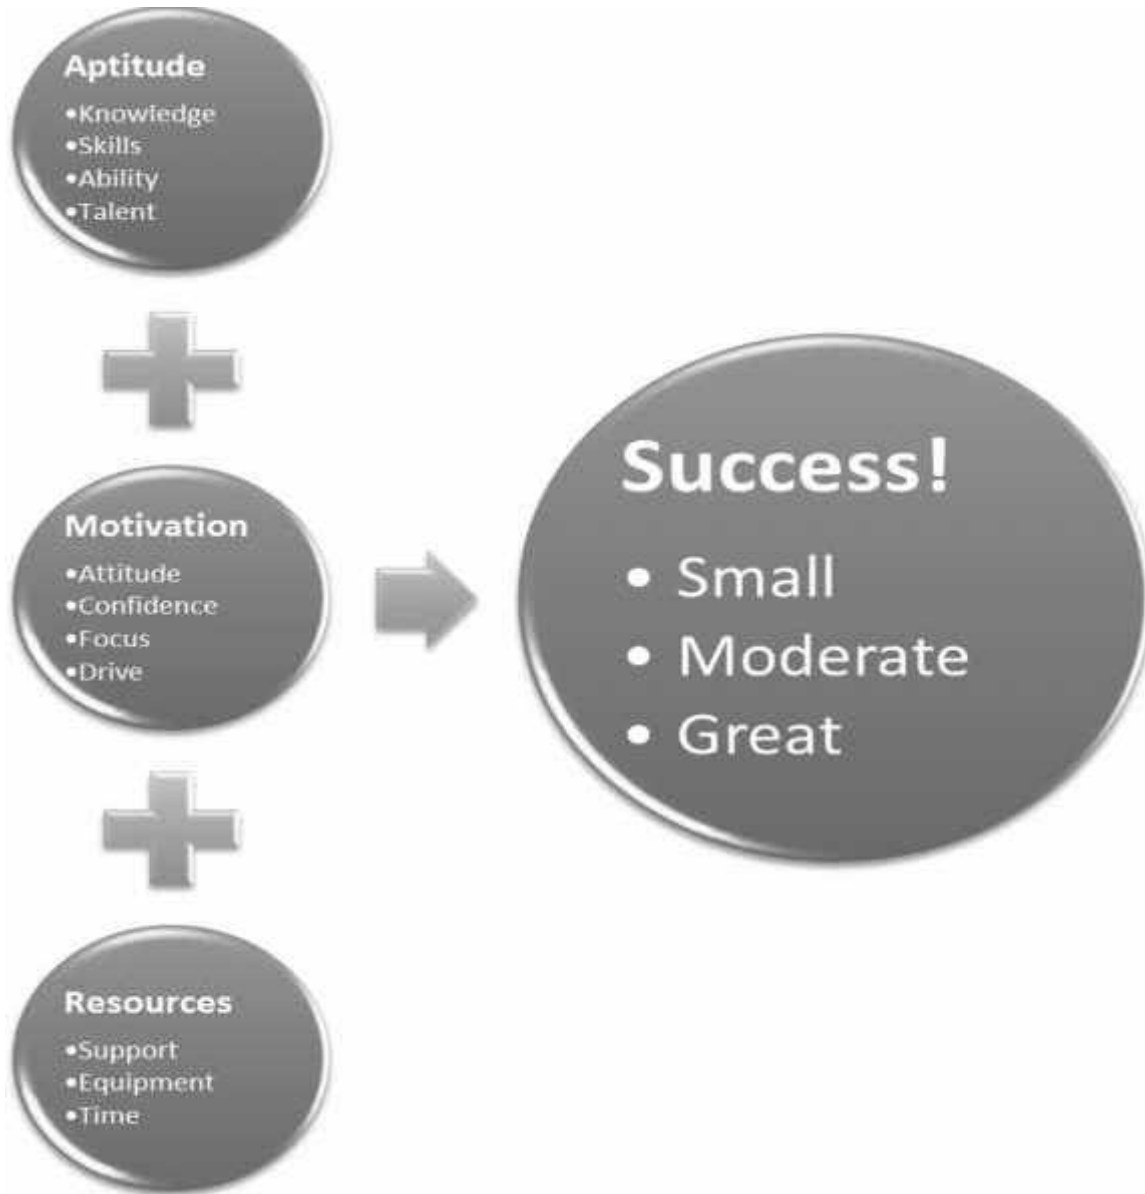 Aptitude
•Knowledge
•Skills
•Ability
•Talent
Motivation
•Attitude
•Confidence
•Focus
•Drive
Resources
•Support
•Equipment
•Time
Success!
• Small
• Moderate
• Great